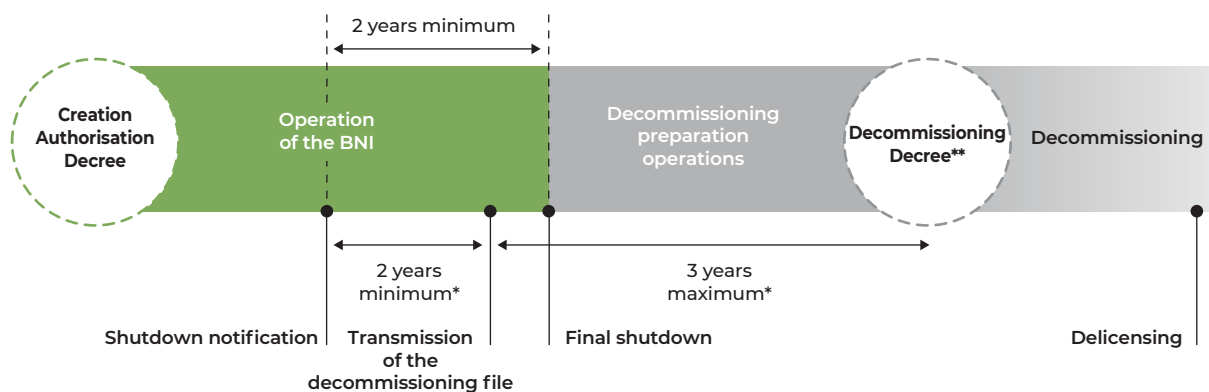 2 years minimum
Creation
Authorisation
Decree
Operation
of the BNI
Decommissioning
preparation
operations
Decommissioning
Decree**
Decommissioning
2 years
minimum*
3 years
maximum*
Shutdown notification
Transmission
of the
decommissioning file
Final shutdown
Delicensing